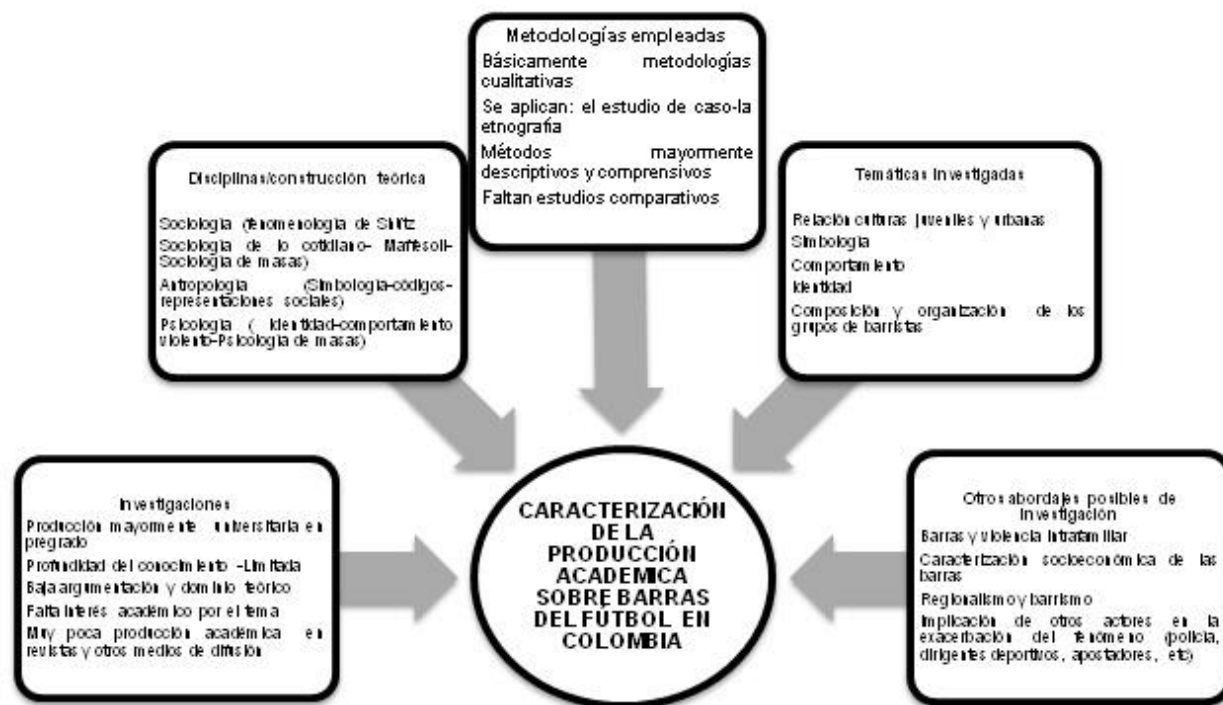 Metodologías empleadas
Básicamente metodologías
cualitativas
Se aplican: el estudio de caso-la
etnografía
Métodos mayormente
descriptivos y comprensivos
Faltan estudios comparativos
Disciplinas/construcción teórica
Sociología (fenomenología de Shütz
Sociología de lo cotidiano- Maffesoli-
Sociología de masas)
Antropología (Simbología-códigos-
representaciones sociales)
Psicología ( Identidad-comportamiento
violento-Psicología de masas)
Temáticas investigadas
Relación culturas juveniles y urbanas
Simbología
Comportamiento
Identidad
Composición y organización de los
grupos de barristas
Investigaciones
Producción mayormente universitaria en
pregrado
Profundidad del conocimiento -Limitada
Baja argumentación y dominio teórico
Falta interés académico por el tema
Muy poca producción académica en
revistas y otros medios de difusión
CARACTERIZACIÓN
DE LA
PRODUCCIÓN
ACADEMICA
SOBRE BARRAS
DEL FÚTBOL EN
COLOMBIA
Otros abordajes posibles de
investigación
Barras y violencia intrafamiliar
Caracterización socioeconómica de las
barras
Regionalismo y barrismo
Implicación de otros actores en la
exacerbación del fenómeno (policía,
dirigentes deportivos, apostadores, etc)